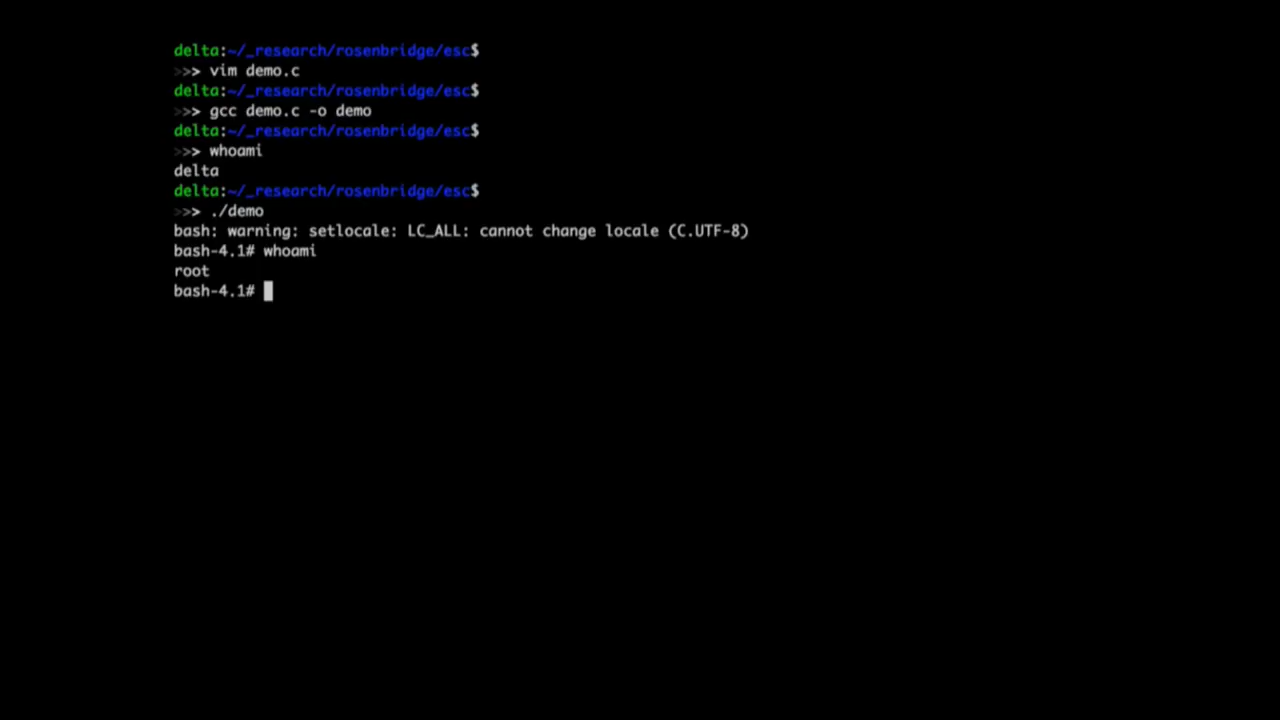 delta:~/_research/rosenbridge/esc$
>>> vim demo.c
delta:~/_research/rosenbridge/esc$
>>> gcc demo.c -o demo
delta:~/_research/rosenbridge/esc$
>>> whoami
delta
delta:~/_research/rosenbridge/esc$
>>> ./demo
bash: warning: setlocale: LC_ALL: cannot change locale (C.UTF-8)
bash-4.1# whoami
root
bash-4.1#